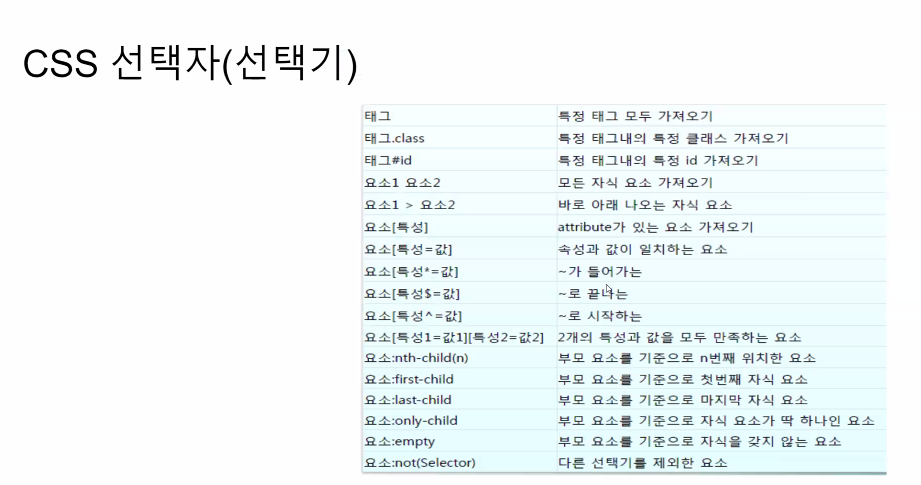 CSS 선택자(선택기)
태그 특정 태그 모두 가져오기
태그.class 특정 태그내의 특정 클래스 가져오기
태그#id 특정 태그내의 특정 id 가져오기
요소1 요소2 모든 자식 요소 가져오기
요소1 > 요소2 바로 아래 나오는 자식 요소
요소[특성] attribute가 있는 요소 가져오기
요소[특성=값] 속성과 값이 일치하는 요소
요소[특성*=값] ~가 들어가는
요소[특성$=값] ~로 끝나는
요소[특성^=값] ~로 시작하는
요소[특성1=값1][특성2=값2] 2개의 특성과 값을 모두 만족하는 요소
요소:nth-child(n) 부모 요소를 기준으로 n번째 위치한 요소
요소:first-child 부모 요소를 기준으로 첫번째 자식 요소
요소:last-child 부모 요소를 기준으로 마지막 자식 요소
요소:only-child 부모 요소를 기준으로 자식 요소가 딱 하나인 요소
요소:empty 부모 요소를 기준으로 자식을 갖지 않는 요소
요소:not(Selector) 다른 선택기를 제외한 요소